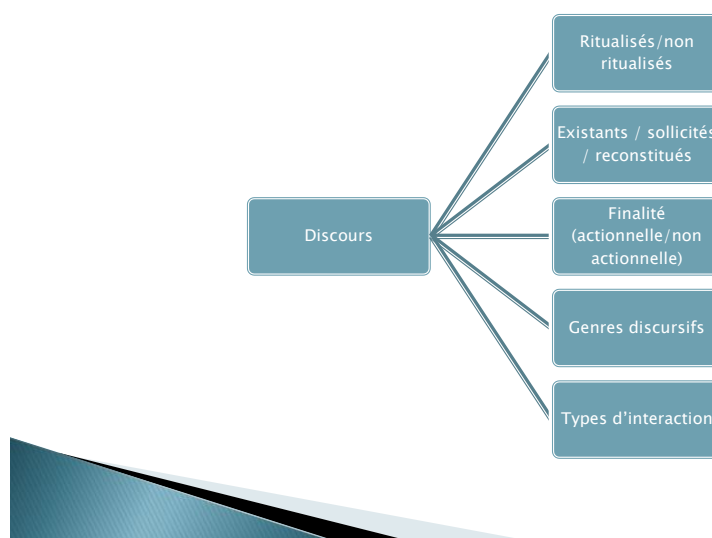 Ritualisés/non
ritualisés
Existants / sollicités
/ reconstitués
Discours
Finalité
(actionnelle/non
actionnelle)
Genres discursifs
Types d’interaction